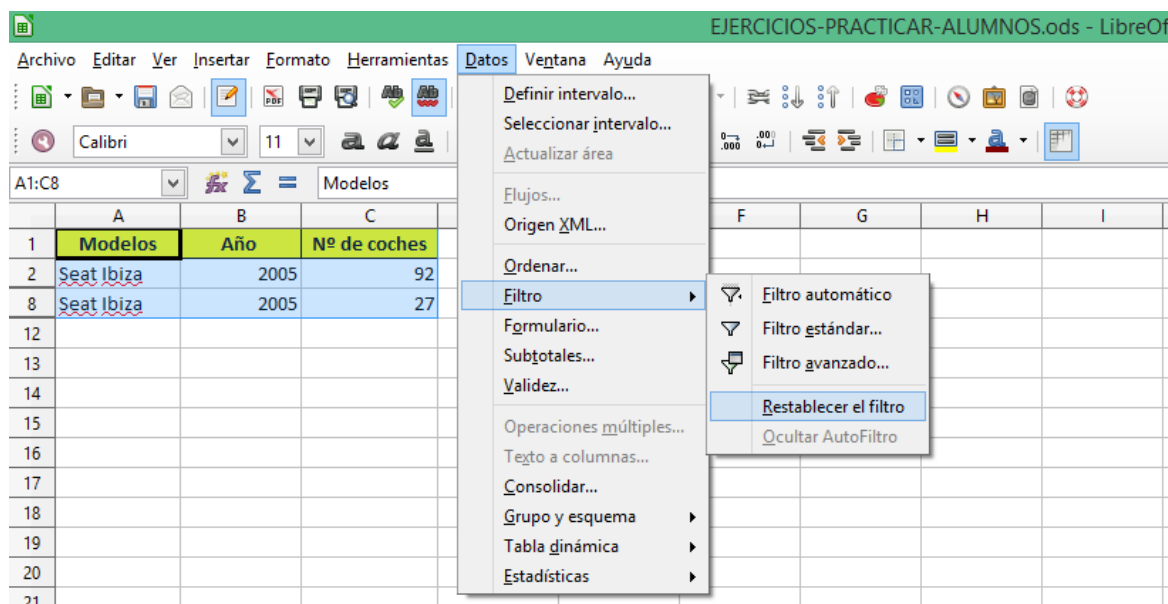 EJERCICIOS-PRACTICAR-ALUMNOS.ods - LibreOf
Archivo Editar Ver Insertar Formato Herramientas Datos Ventana Ayuda
Calibri 11
A1:C8 Modelos
A B C F G H I
1 Modelos Año Nº de coches
2 Seat Ibiza 2005 92
8 Seat Ibiza 2005 27
12
13
14
15
16
17
18
19
20
21
Definir intervalo...
Seleccionar intervalo...
Actualizar área
Flujos...
Origen XML...
Ordenar...
Filtro
Formulario...
Subtotales...
Validez...
Operaciones múltiples...
Texto a columnas...
Consolidar...
Grupo y esquema
Tabla dinámica
Estadísticas
Filtro automático
Filtro estándar...
Filtro avanzado...
Restablecer el filtro
Ocultar AutoFiltro